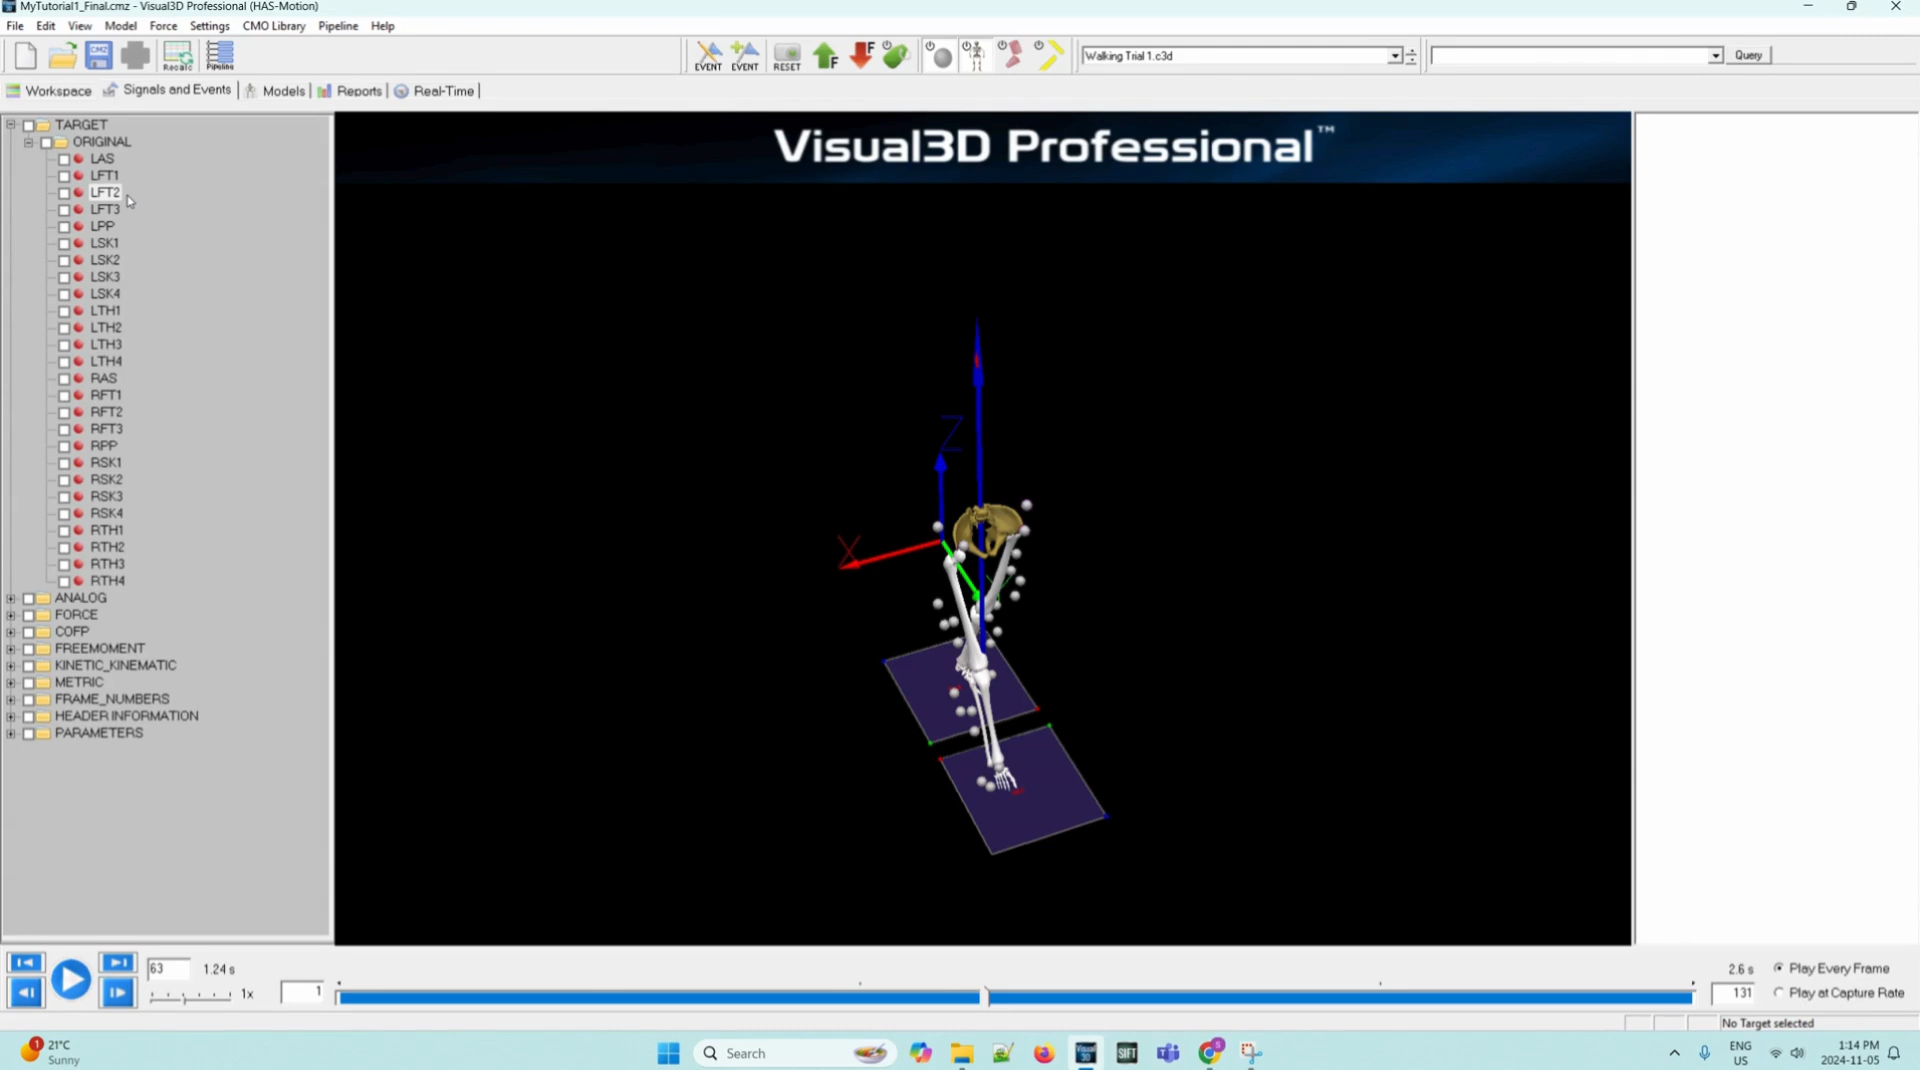 MyTutorial1_Final.cmz - Visual3D Professional (HAS-Motion)
File Edit View Model Force Settings CMO Library Pipeline Help
Recalc Pipeline EVENT EVENT RESET F F Walking Trial 1.c3d Query
Workspace Signals and Events Models Reports Real-Time
Visual3D Professional™
TARGET
ORIGINAL
LAS
LFT1
LFT2
LFT3
LPP
LSK1
LSK2
LSK3
LSK4
LTH1
LTH2
LTH3
LTH4
RAS
RFT1
RFT2
RFT3
RPP
RSK1
RSK2
RSK3
RSK4
RTH1
RTH2
RTH3
RTH4
ANALOG
FORCE
COFP
FREEMOMENT
KINETIC_KINEMATIC
METRIC
FRAME_NUMBERS
HEADER INFORMATION
PARAMETERS
Z
X
63 1.24 s 2.6 s Play Every Frame
1x 1 131 Play at Capture Rate
No Target selected
1 21°C
Sunny
Search
SIFT
ENG
US
1:14 PM
2024-11-05